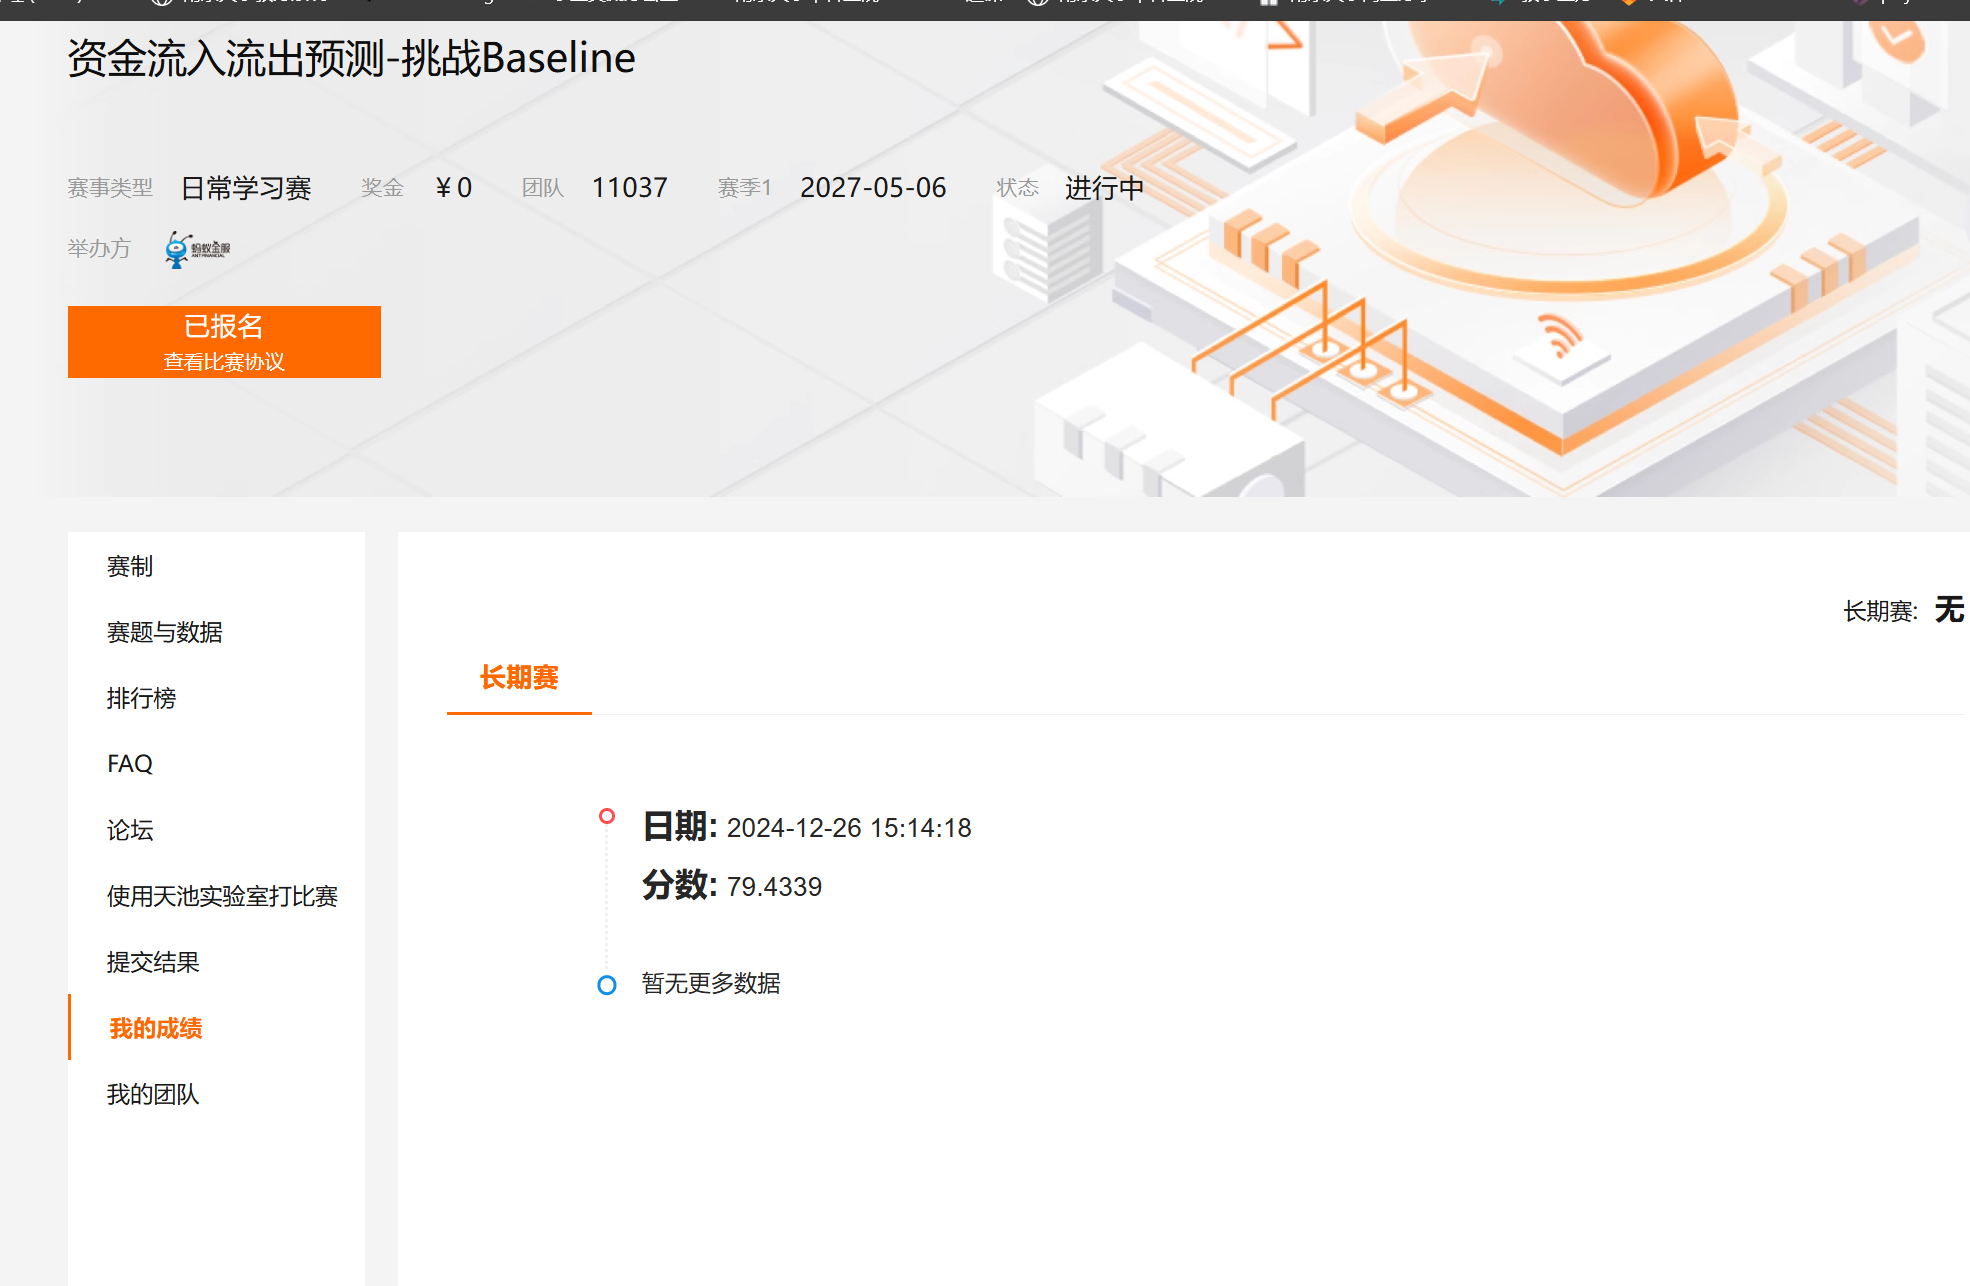 资金流入流出预测-挑战Baseline
赛事类型 日常学习赛 奖金 ¥0 团队 11037 赛季1 2027-05-06 状态 进行中
举办方 蚂蚁金服
ANT FINANCIAL
已报名
查看比赛协议
赛制
赛题与数据
排行榜
FAQ
论坛
使用天池实验室打比赛
提交结果
我的成绩
我的团队
长期赛: 无
长期赛
日期: 2024-12-26 15:14:18
分数: 79.4339
暂无更多数据